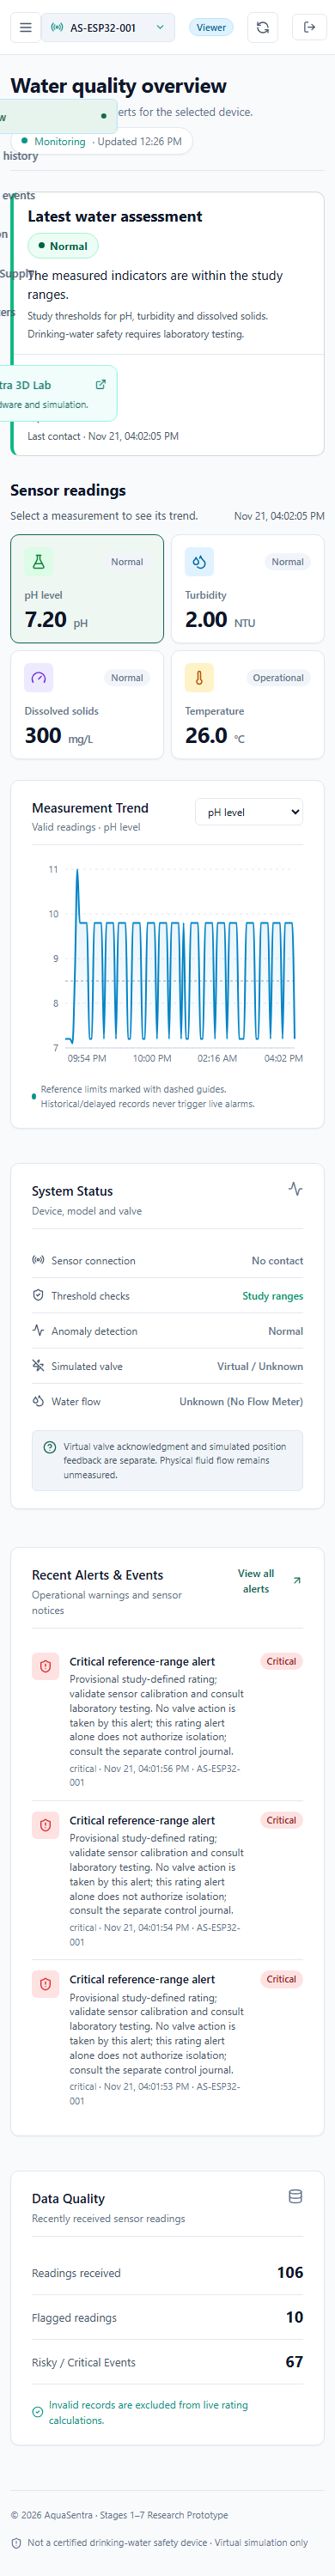 AS-ESP32-001
Viewer
Water quality overview
erts for the selected device.
w
Monitoring · Updated 12:26 PM
history
events
on
Supply
ters
Latest water assessment
Normal
The measured indicators are within the study
ranges.
Study thresholds for pH, turbidity and dissolved solids.
Drinking-water safety requires laboratory testing.
tra 3D Lab
dware and simulation.
Last contact · Nov 21, 04:02:05 PM
Sensor readings
Select a measurement to see its trend.
Nov 21, 04:02:05 PM
Normal
pH level
7.20 pH
Normal
Turbidity
2.00 NTU
Normal
Dissolved solids
300 mg/L
Operational
Temperature
26.0 °C
Measurement Trend
Valid readings · pH level
pH level
11
10
9
8
7
09:54 PM
10:00 PM
02:16 AM
04:02 PM
Reference limits marked with dashed guides.
Historical/delayed records never trigger live alarms.
System Status
Device, model and valve
Sensor connection
No contact
Threshold checks
Study ranges
Anomaly detection
Normal
Simulated valve
Virtual / Unknown
Water flow
Unknown (No Flow Meter)
Virtual valve acknowledgment and simulated position
feedback are separate. Physical fluid flow remains
unmeasured.
Recent Alerts & Events
Operational warnings and sensor
notices
View all
alerts
Critical reference-range alert
Critical
Provisional study-defined rating;
validate sensor calibration and consult
laboratory testing. No valve action is
taken by this alert; this rating alert
alone does not authorize isolation;
consult the separate control journal.
critical · Nov 21, 04:01:56 PM · AS-ESP32-
001
Critical reference-range alert
Critical
Provisional study-defined rating;
validate sensor calibration and consult
laboratory testing. No valve action is
taken by this alert; this rating alert
alone does not authorize isolation;
consult the separate control journal.
critical · Nov 21, 04:01:54 PM · AS-ESP32-
001
Critical reference-range alert
Critical
Provisional study-defined rating;
validate sensor calibration and consult
laboratory testing. No valve action is
taken by this alert; this rating alert
alone does not authorize isolation;
consult the separate control journal.
critical · Nov 21, 04:01:53 PM · AS-ESP32-
001
Data Quality
Recently received sensor readings
Readings received
106
Flagged readings
10
Risky / Critical Events
67
Invalid records are excluded from live rating
calculations.
© 2026 AquaSentra · Stages 1–7 Research Prototype
Not a certified drinking-water safety device · Virtual simulation only